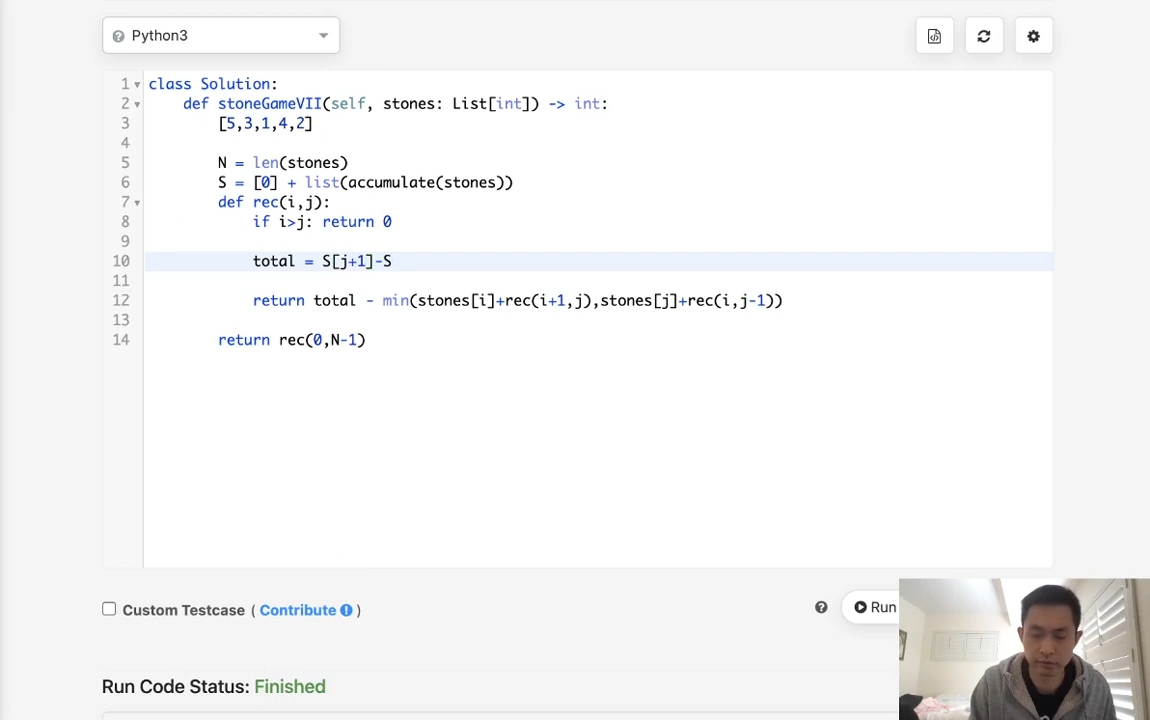 Python3
1 class Solution:
2 def stoneGameVII(self, stones: List[int]) -> int:
3 [5,3,1,4,2]
4
5 N = len(stones)
6 S = [0] + list(accumulate(stones))
7 def rec(i,j):
8 if i>j: return 0
9
10 total = S[j+1]-S
11
12 return total - min(stones[i]+rec(i+1,j),stones[j]+rec(i,j-1))
13
14 return rec(0,N-1)
Custom Testcase ( Contribute )
Run
Run Code Status: Finished